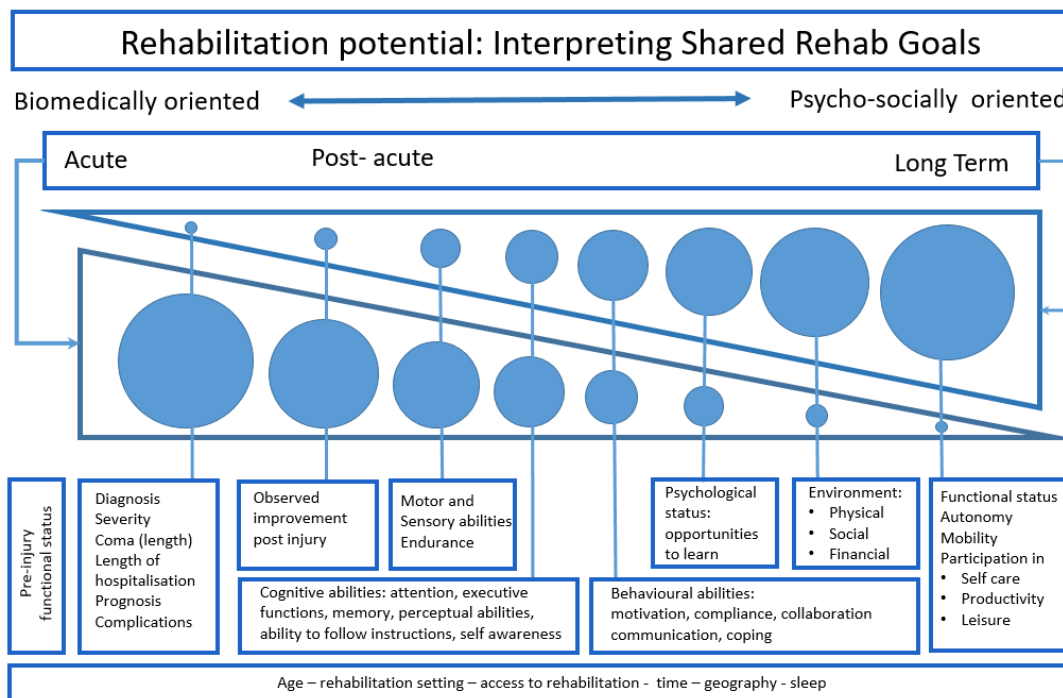 Rehabilitation potential: Interpreting Shared Rehab Goals
Biomedically oriented
Psycho-socially oriented
Acute
Post- acute
Long Term
Pre-injury
functional status
Diagnosis
Severity
Coma (length)
Length of
hospitalisation
Prognosis
Complications
Observed
improvement
post injury
Motor and
Sensory abilities
Endurance
Cognitive abilities: attention, executive
functions, memory, perceptual abilities,
ability to follow instructions, self awareness
Behavioural abilities:
motivation, compliance, collaboration
communication, coping
Psychological
status:
opportunities
to learn
Environment:
• Physical
• Social
• Financial
Functional status
Autonomy
Mobility
Participation in
• Self care
• Productivity
• Leisure
Age – rehabilitation setting – access to rehabilitation - time – geography - sleep